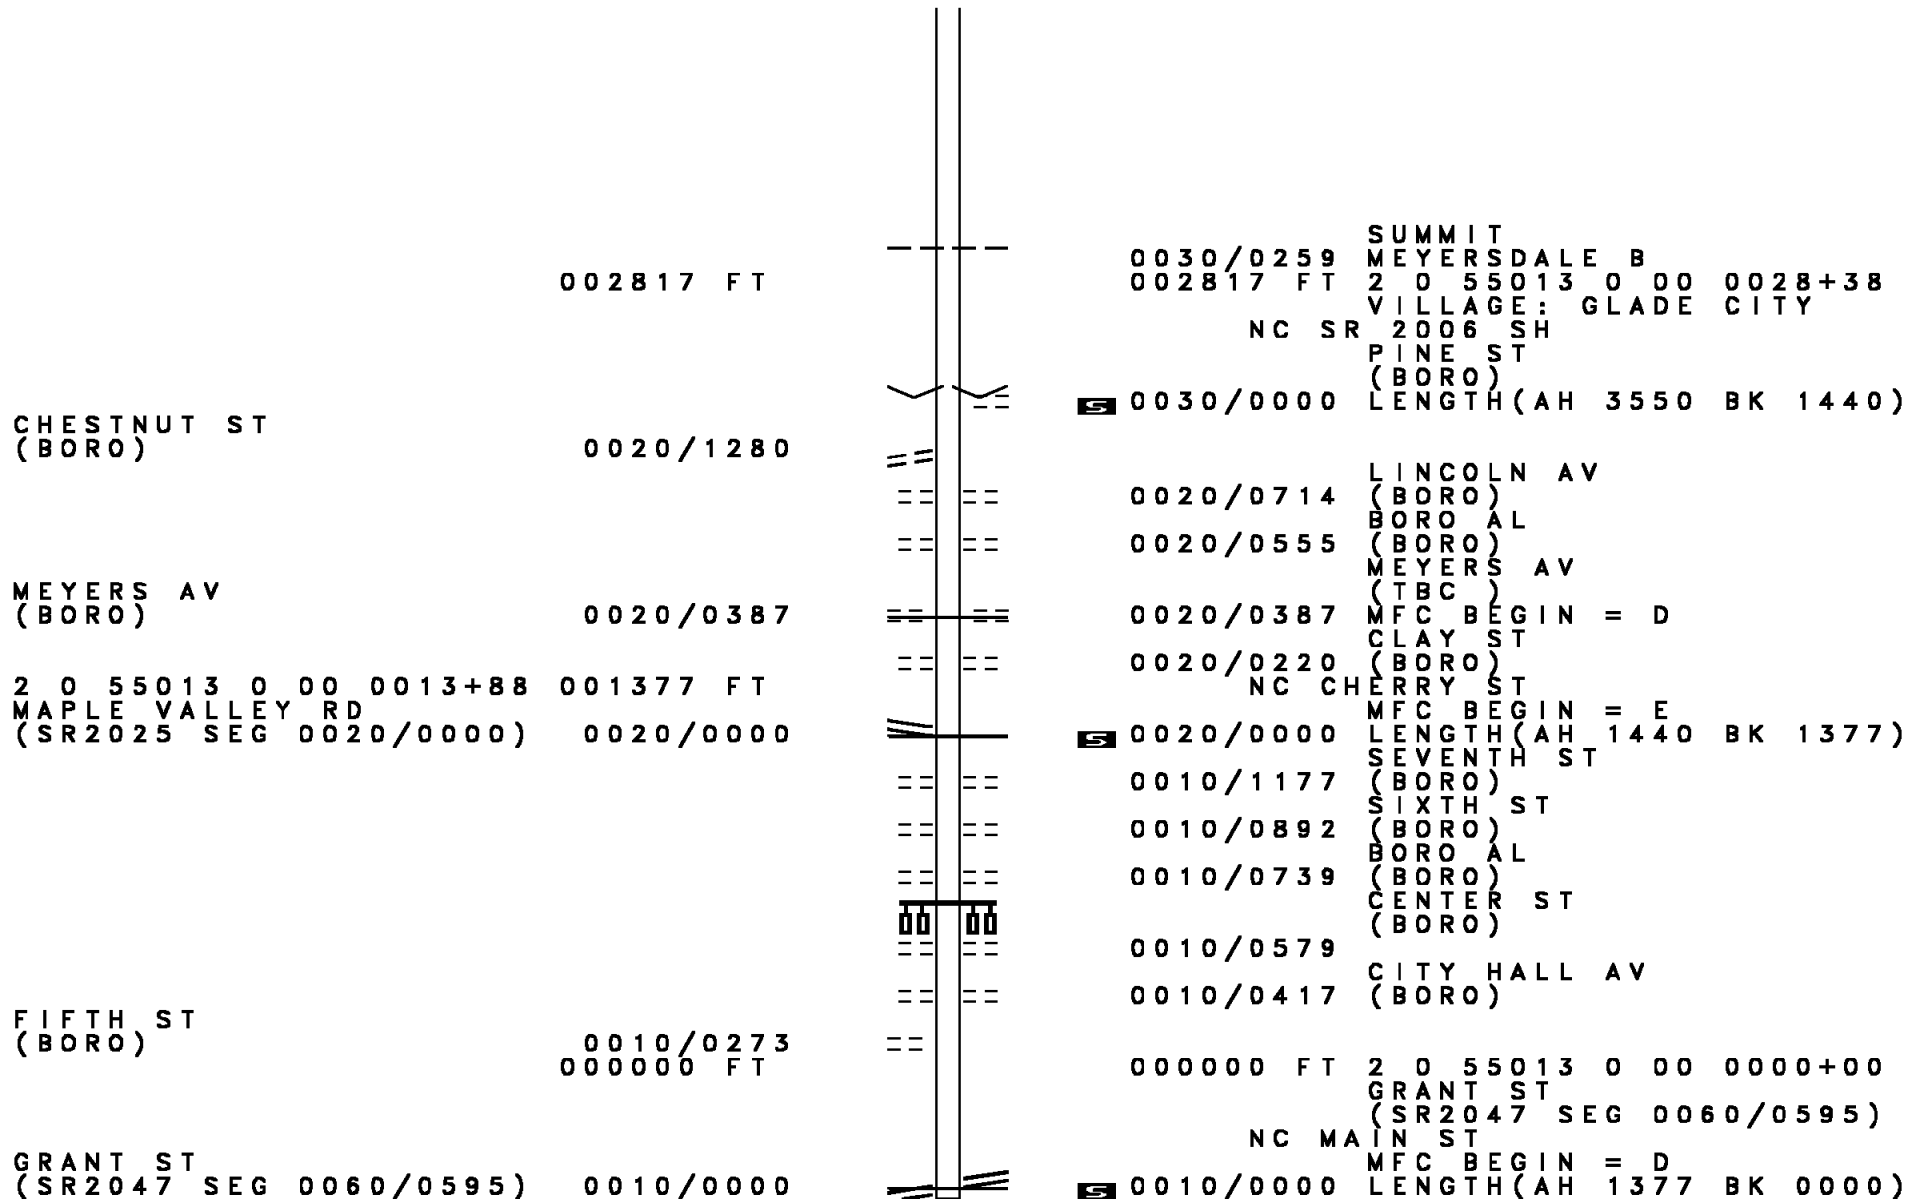 SUMMIT
0030/0259 MEYERSDALE B
002817 FT 002817 FT 2 0 55013 0 00 0028+38
VILLAGE: GLADE CITY
NC SR 2006 SH
PINE ST
(BORO)
S 0030/0000 LENGTH(AH 3550 BK 1440)
CHESTNUT ST
(BORO) 0020/1280
LINCOLN AV
0020/0714 (BORO)
BORO AL
0020/0555 (BORO)
MEYERS AV
MEYERS AV (TBC )
(BORO) 0020/0387 0020/0387 MFC BEGIN = D
CLAY ST
0020/0220 (BORO)
2 0 55013 0 00 0013+88 001377 FT NC CHERRY ST
MAPLE VALLEY RD MFC BEGIN = E
(SR2025 SEG 0020/0000) 0020/0000 S 0020/0000 LENGTH(AH 1440 BK 1377)
SEVENTH ST
0010/1177 (BORO)
SIXTH ST
0010/0892 (BORO)
BORO AL
0010/0739 (BORO)
CENTER ST
(BORO)
0010/0579
CITY HALL AV
0010/0417 (BORO)
FIFTH ST
(BORO) 0010/0273
000000 FT 000000 FT 2 0 55013 0 00 0000+00
GRANT ST
(SR2047 SEG 0060/0595)
NC MAIN ST
GRANT ST MFC BEGIN = D
(SR2047 SEG 0060/0595) 0010/0000 S 0010/0000 LENGTH(AH 1377 BK 0000)